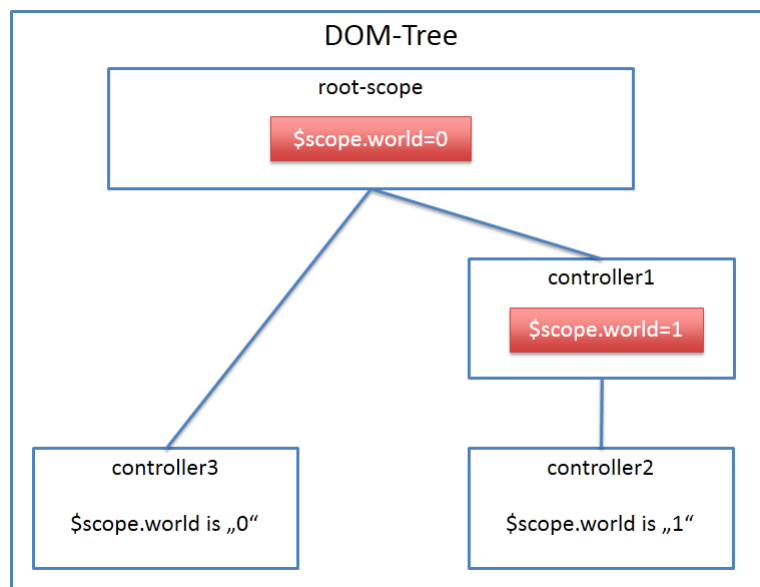 DOM-Tree
root-scope
$scope.world=0
controller1
$scope.world=1
controller3
$scope.world is „0“
controller2
$scope.world is „1“